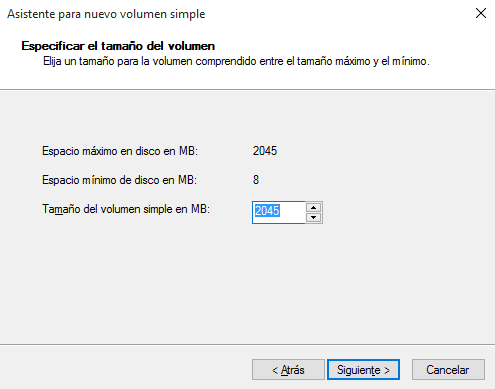 Asistente para nuevo volumen simple
Especificar el tamaño del volumen
Elija un tamaño para la volumen comprendido entre el tamaño máximo y el mínimo.
Espacio máximo en disco en MB: 2045
Espacio mínimo de disco en MB: 8
Tamaño del volumen simple en MB: 2045
< Atrás Siguiente > Cancelar